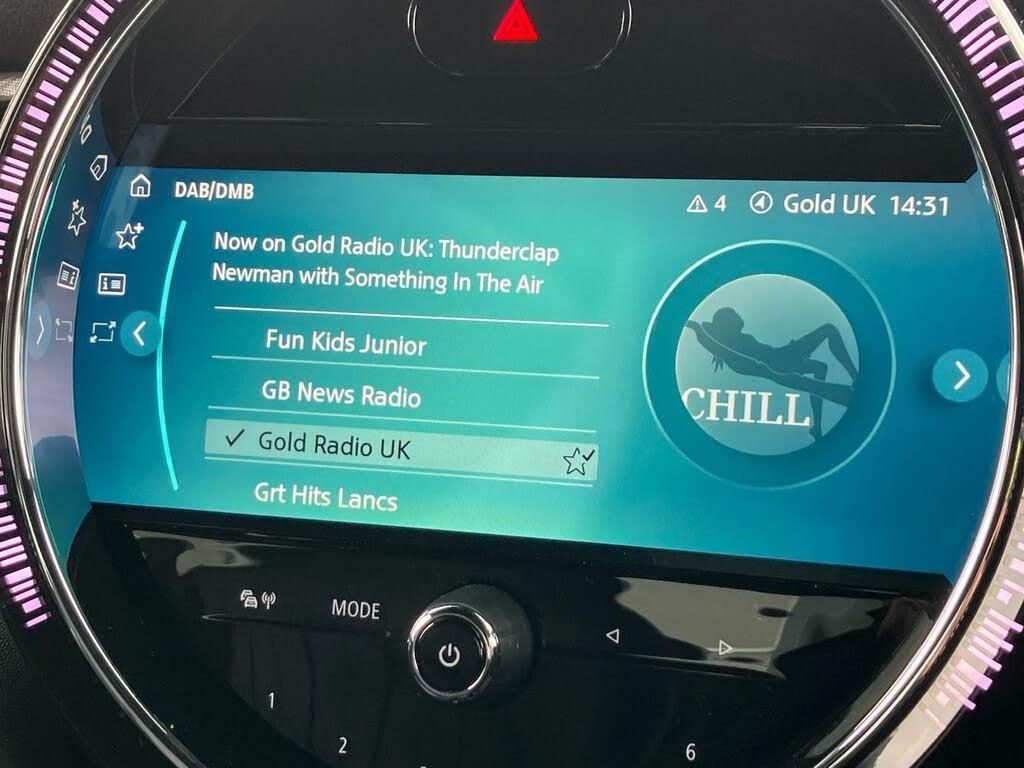 DAB/DMB
4 Gold UK 14:31
Now on Gold Radio UK: Thunderclap
Newman with Something In The Air
Fun Kids Junior
GB News Radio
Gold Radio UK
Grt Hits Lancs
CHILL
MODE
1
2
6